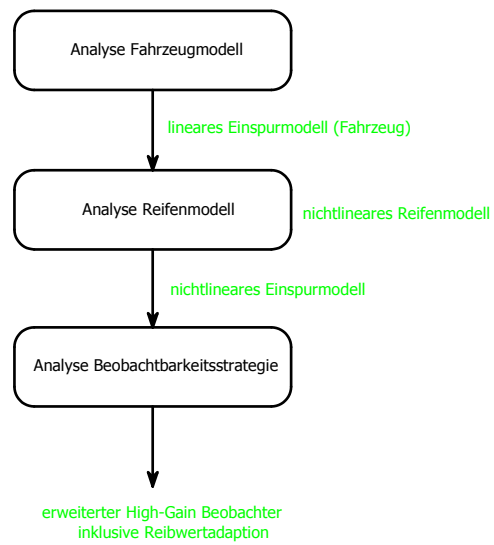 Analyse Fahrzeugmodell
lineares Einspurmodell (Fahrzeug)
Analyse Reifenmodell
nichtlineares Reifenmodell
nichtlineares Einspurmodell
Analyse Beobachtbarkeitsstrategie
erweiterter High-Gain Beobachter
inklusive Reibwertadaption